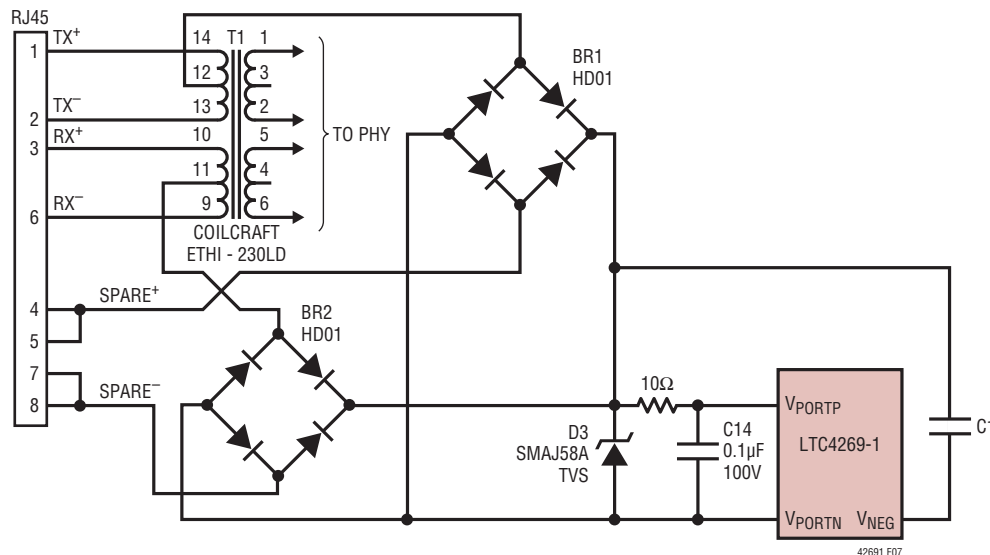 RJ45
1
TX+
2
TX−
3
RX+
6
RX−
4
SPARE+
5
7
8
SPARE−
14
T1
1
12
3
13
2
10
5
11
4
9
6
COILCRAFT
ETHI - 230LD
TO PHY
BR1
HD01
BR2
HD01
10Ω
D3
SMAJ58A
TVS
C14
0.1µF
100V
VPORTP
LTC4269-1
VPORTN
VNEG
42691 F07